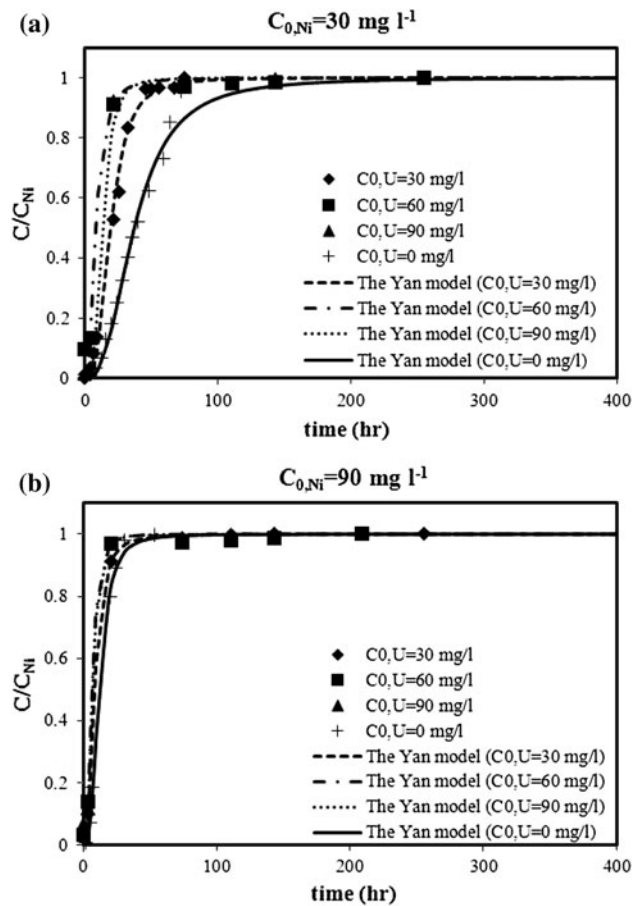 (a)
C0,Ni=30 mg l-1
C/CNi
1
0.8
0.6
0.4
0.2
0
C0,U=30 mg/l
C0,U=60 mg/l
C0,U=90 mg/l
C0,U=0 mg/l
The Yan model (C0,U=30 mg/l)
The Yan model (C0,U=60 mg/l)
The Yan model (C0,U=90 mg/l)
The Yan model (C0,U=0 mg/l)
0 100 200 300 400
time (hr)
(b)
C0,Ni=90 mg l-1
C/CNi
1
0.8
0.6
0.4
0.2
0
C0,U=30 mg/l
C0,U=60 mg/l
C0,U=90 mg/l
C0,U=0 mg/l
The Yan model (C0,U=30 mg/l)
The Yan model (C0,U=60 mg/l)
The Yan model (C0,U=90 mg/l)
The Yan model (C0,U=0 mg/l)
0 100 200 300 400
time (hr)